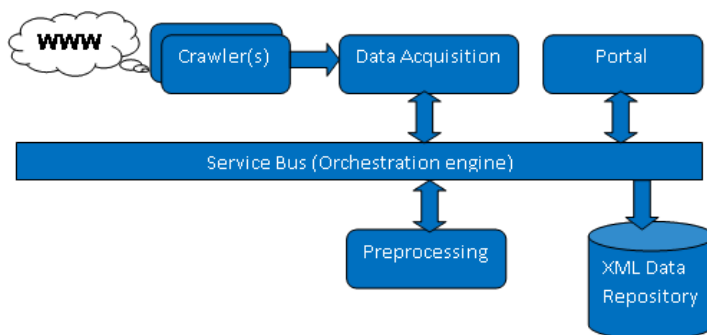 WWW
Crawler(s)
Data Acquisition
Portal
Service Bus (Orchestration engine)
Preprocessing
XML Data
Repository